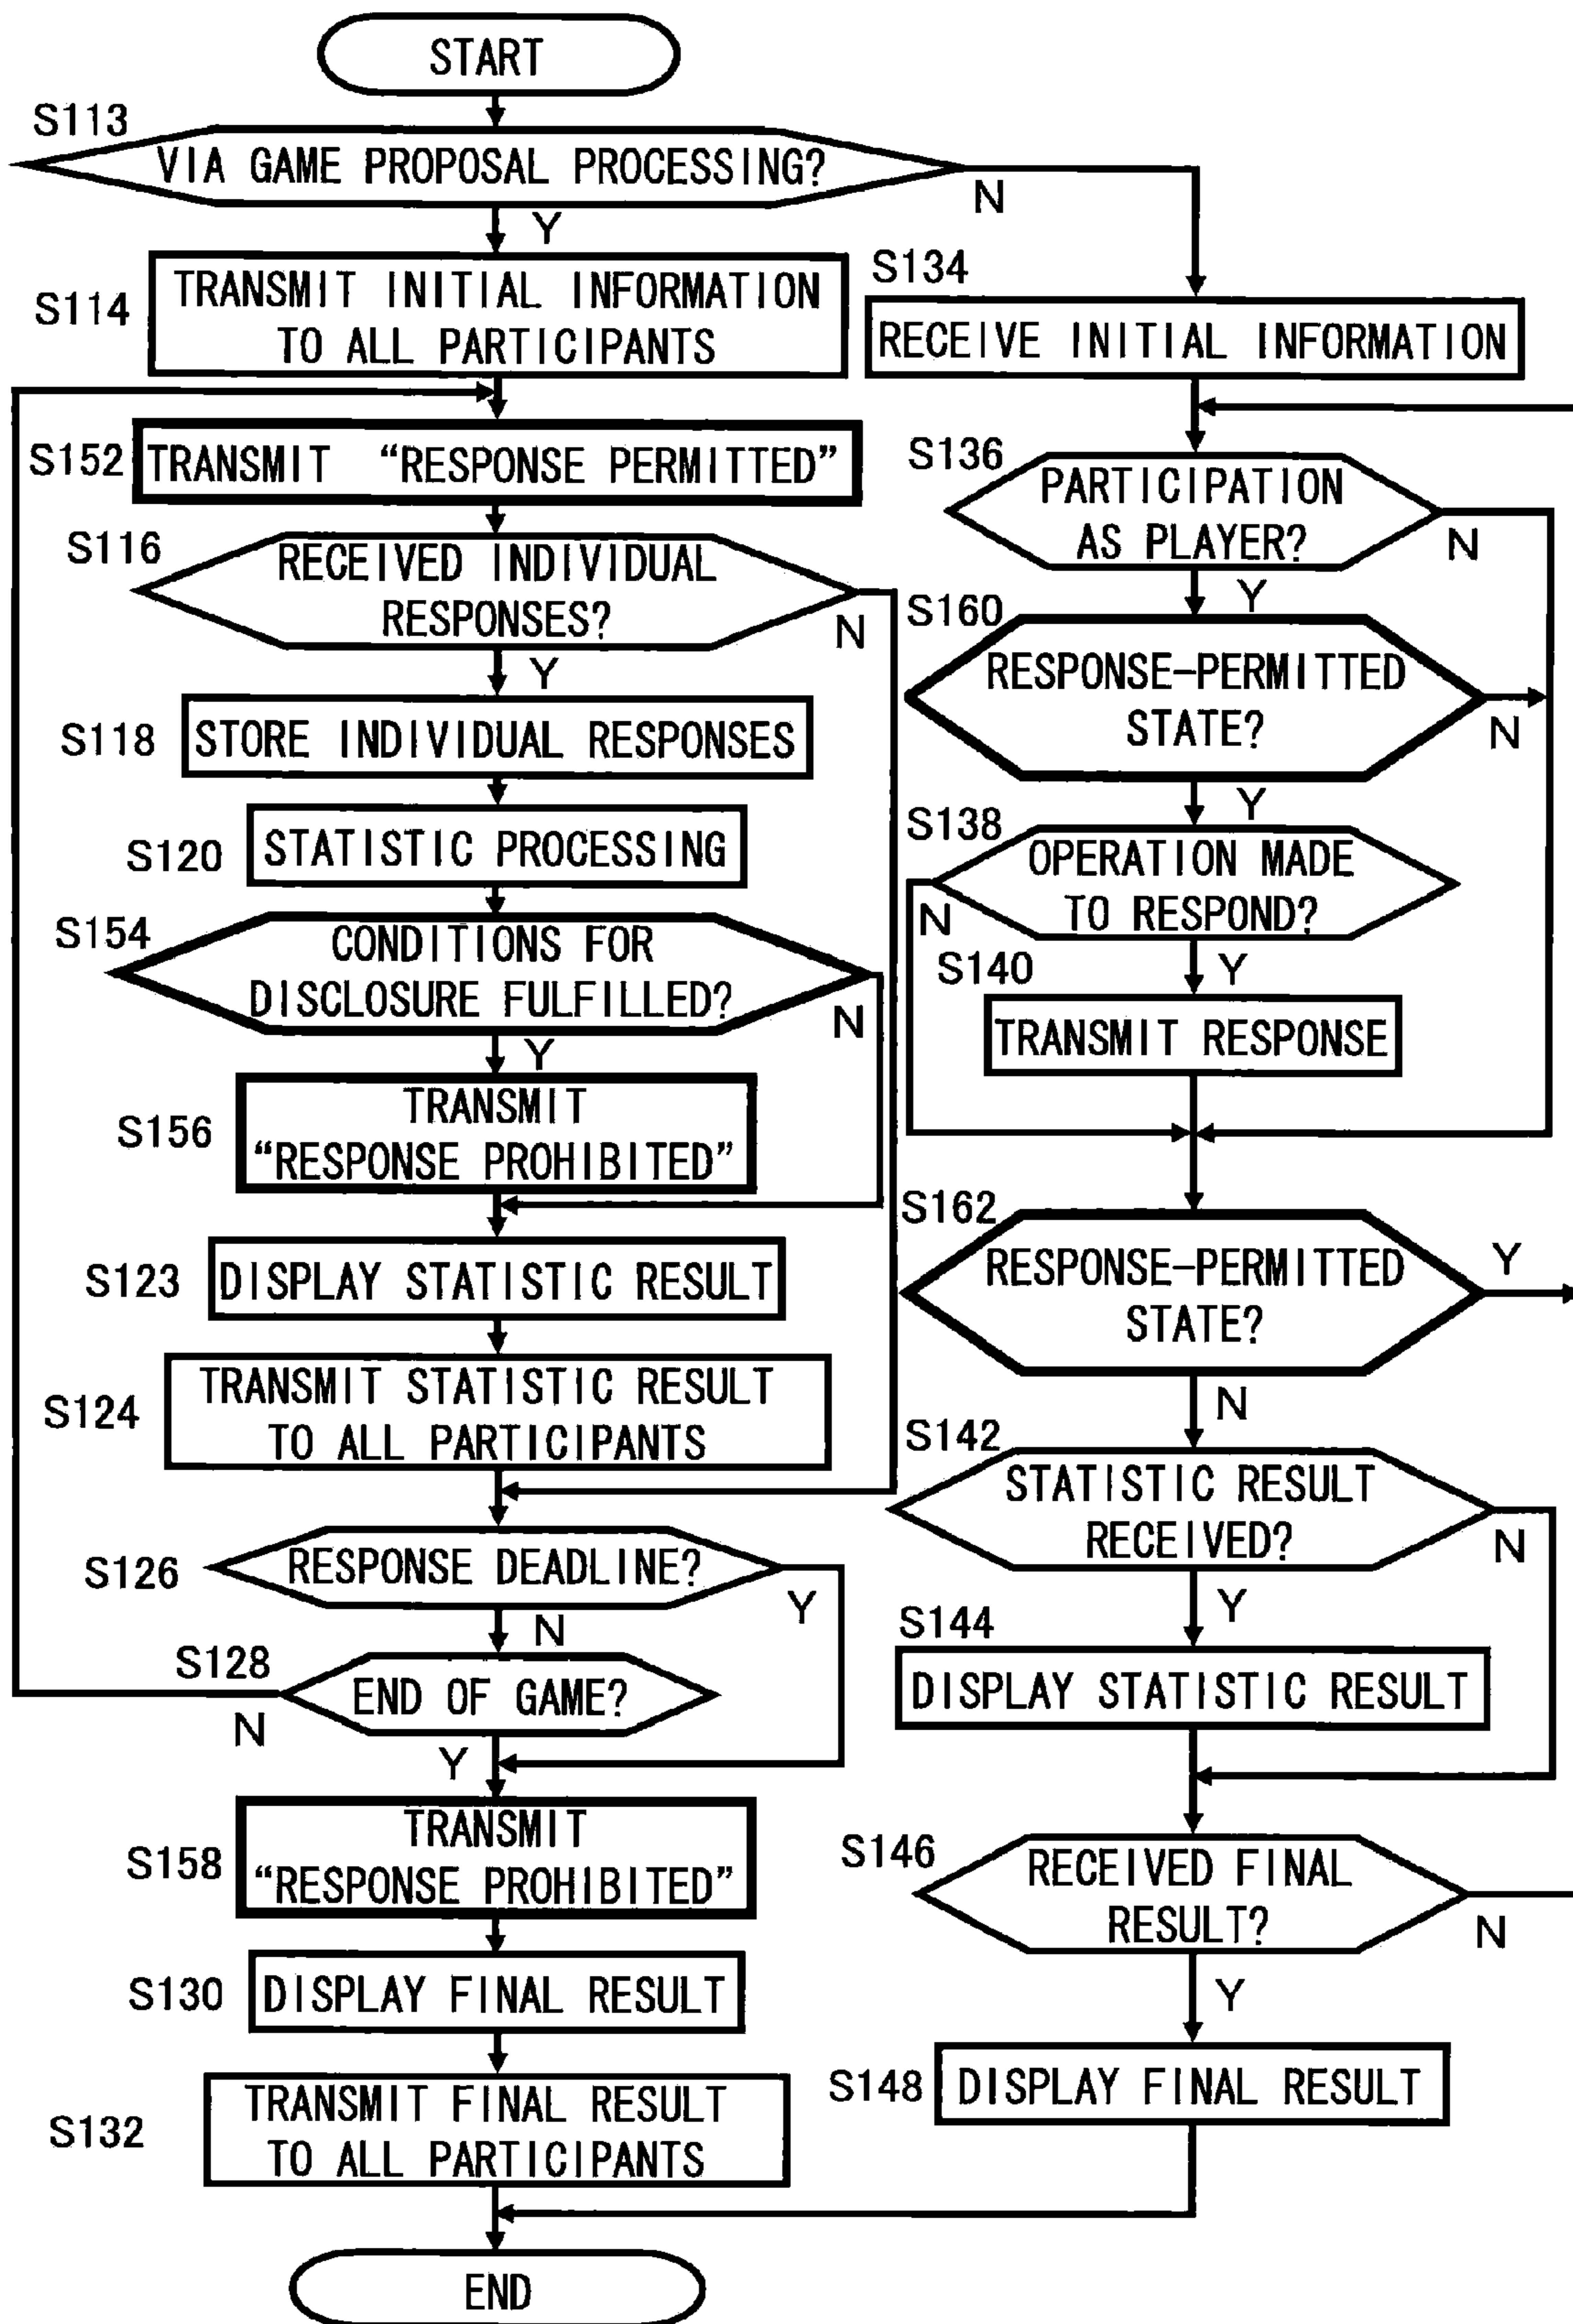 START
S113
VIA GAME PROPOSAL PROCESSING?
N
Y
S114
TRANSMIT INITIAL INFORMATION
TO ALL PARTICIPANTS
S152
TRANSMIT “RESPONSE PERMITTED”
S116
RECEIVED INDIVIDUAL
RESPONSES?
N
Y
S118
STORE INDIVIDUAL RESPONSES
S120
STATISTIC PROCESSING
S154
CONDITIONS FOR
DISCLOSURE FULFILLED?
N
Y
S156
TRANSMIT
“RESPONSE PROHIBITED”
S123
DISPLAY STATISTIC RESULT
S124
TRANSMIT STATISTIC RESULT
TO ALL PARTICIPANTS
S126
RESPONSE DEADLINE?
Y
N
S128
END OF GAME?
N
Y
S158
TRANSMIT
“RESPONSE PROHIBITED”
S130
DISPLAY FINAL RESULT
S132
TRANSMIT FINAL RESULT
TO ALL PARTICIPANTS
S134
RECEIVE INITIAL INFORMATION
S136
PARTICIPATION
AS PLAYER?
N
Y
S160
RESPONSE-PERMITTED
STATE?
N
Y
S138
OPERATION MADE
TO RESPOND?
N
Y
S140
TRANSMIT RESPONSE
S162
RESPONSE-PERMITTED
STATE?
Y
N
S142
STATISTIC RESULT
RECEIVED?
N
Y
S144
DISPLAY STATISTIC RESULT
S146
RECEIVED FINAL
RESULT?
N
Y
S148
DISPLAY FINAL RESULT
END